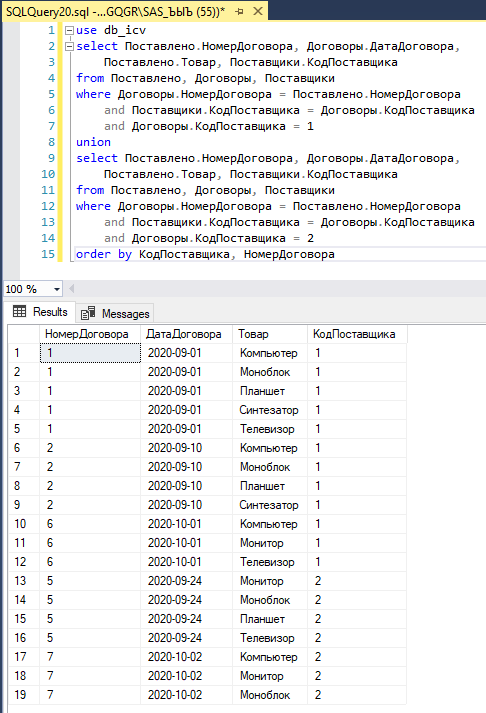 SQLQuery20.sql -...GQGR\SAS_ЪЫЬ (55))*
1 use db_icv
2 select Поставлено.НомерДоговора, Договоры.ДатаДоговора,
3 Поставлено.Товар, Поставщики.КодПоставщика
4 from Поставлено, Договоры, Поставщики
5 where Договоры.НомерДоговора = Поставлено.НомерДоговора
6 and Поставщики.КодПоставщика = Договоры.КодПоставщика
7 and Договоры.КодПоставщика = 1
8 union
9 select Поставлено.НомерДоговора, Договоры.ДатаДоговора,
10 Поставлено.Товар, Поставщики.КодПоставщика
11 from Поставлено, Договоры, Поставщики
12 where Договоры.НомерДоговора = Поставлено.НомерДоговора
13 and Поставщики.КодПоставщика = Договоры.КодПоставщика
14 and Договоры.КодПоставщика = 2
15 order by КодПоставщика, НомерДоговора
100 %
Results Messages
НомерДоговора ДатаДоговора Товар КодПоставщика
1 1 2020-09-01 Компьютер 1
2 1 2020-09-01 Моноблок 1
3 1 2020-09-01 Планшет 1
4 1 2020-09-01 Синтезатор 1
5 1 2020-09-01 Телевизор 1
6 2 2020-09-10 Компьютер 1
7 2 2020-09-10 Моноблок 1
8 2 2020-09-10 Планшет 1
9 2 2020-09-10 Синтезатор 1
10 6 2020-10-01 Компьютер 1
11 6 2020-10-01 Монитор 1
12 6 2020-10-01 Телевизор 1
13 5 2020-09-24 Монитор 2
14 5 2020-09-24 Моноблок 2
15 5 2020-09-24 Планшет 2
16 5 2020-09-24 Телевизор 2
17 7 2020-10-02 Компьютер 2
18 7 2020-10-02 Монитор 2
19 7 2020-10-02 Моноблок 2